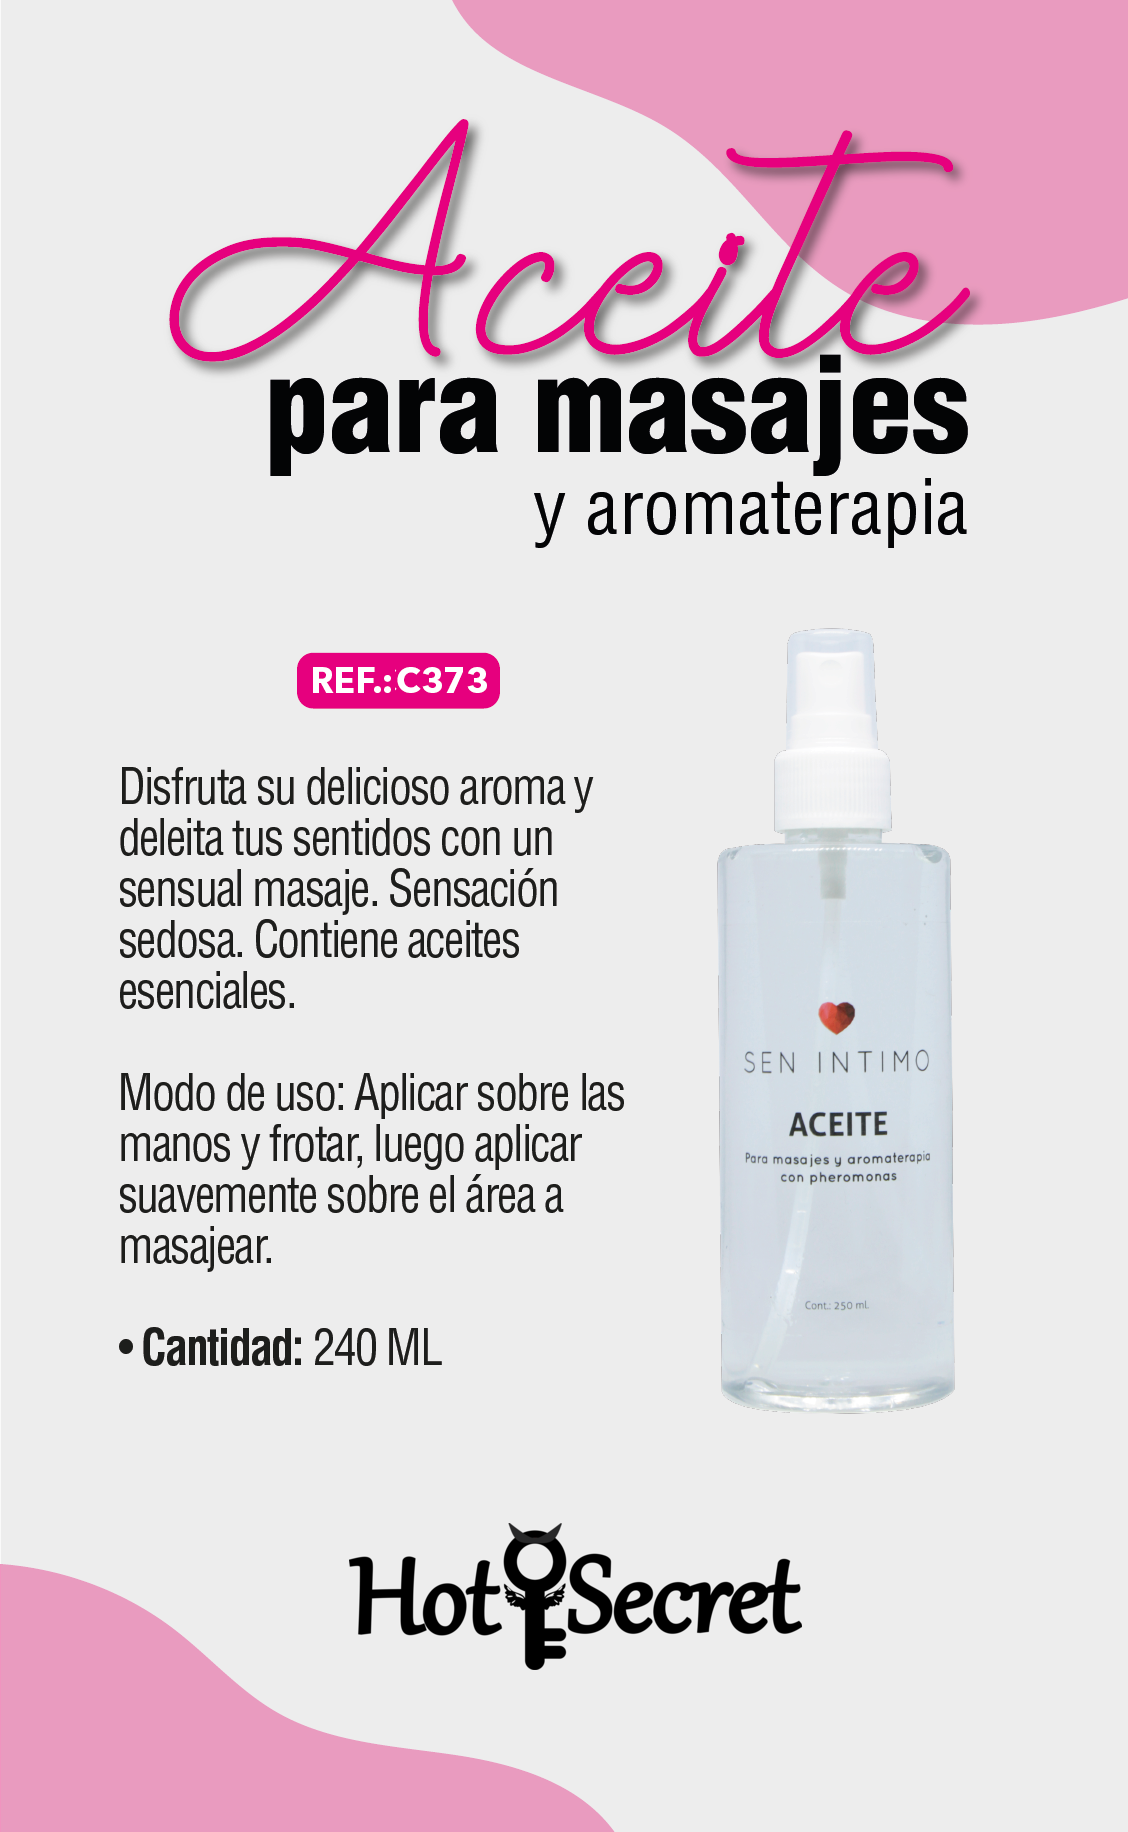 Aceite
para masajes
y aromaterapia
REF.:C373
Disfruta su delicioso aroma y
deleita tus sentidos con un
sensual masaje. Sensación
sedosa. Contiene aceites
esenciales.
Modo de uso: Aplicar sobre las
manos y frotar, luego aplicar
suavemente sobre el área a
masajear.
• Cantidad: 240 ML
SEN INTIMO
ACEITE
Para masajes y aromaterapia
con pheromonas
Cont.: 250 ml.
Hot Secret